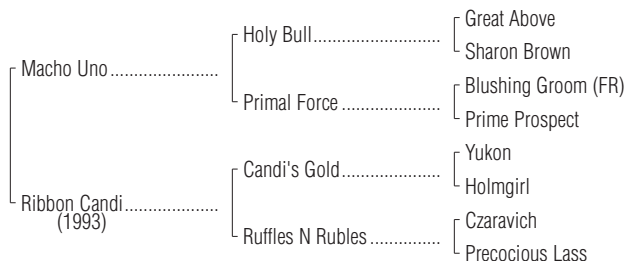 Great Above
Holy Bull..............................
Sharon Brown
Macho Uno..........................
Blushing Groom (FR)
Primal Force........................
Prime Prospect
Yukon
Candi's Gold........................
Holmgirl
Ribbon Candi......................
(1993)
Czaravich
Ruffles N Rubles.................
Precocious Lass